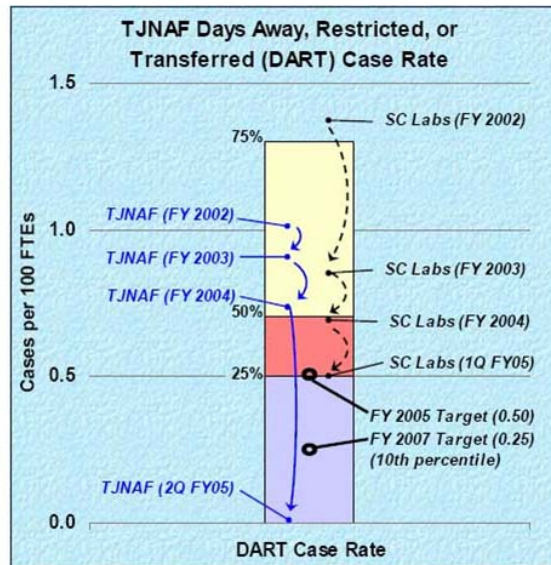 TJNAF Days Away, Restricted, or
Transferred (DART) Case Rate
Cases per 100 FTEs
1.5
SC Labs (FY 2002)
75%
TJNAF (FY 2002)
1.0
TJNAF (FY 2003)
SC Labs (FY 2003)
TJNAF (FY 2004)
50%
SC Labs (FY 2004)
0.5
25%
SC Labs (1Q FY05)
FY 2005 Target (0.50)
FY 2007 Target (0.25)
(10th percentile)
TJNAF (2Q FY05)
0.0
DART Case Rate